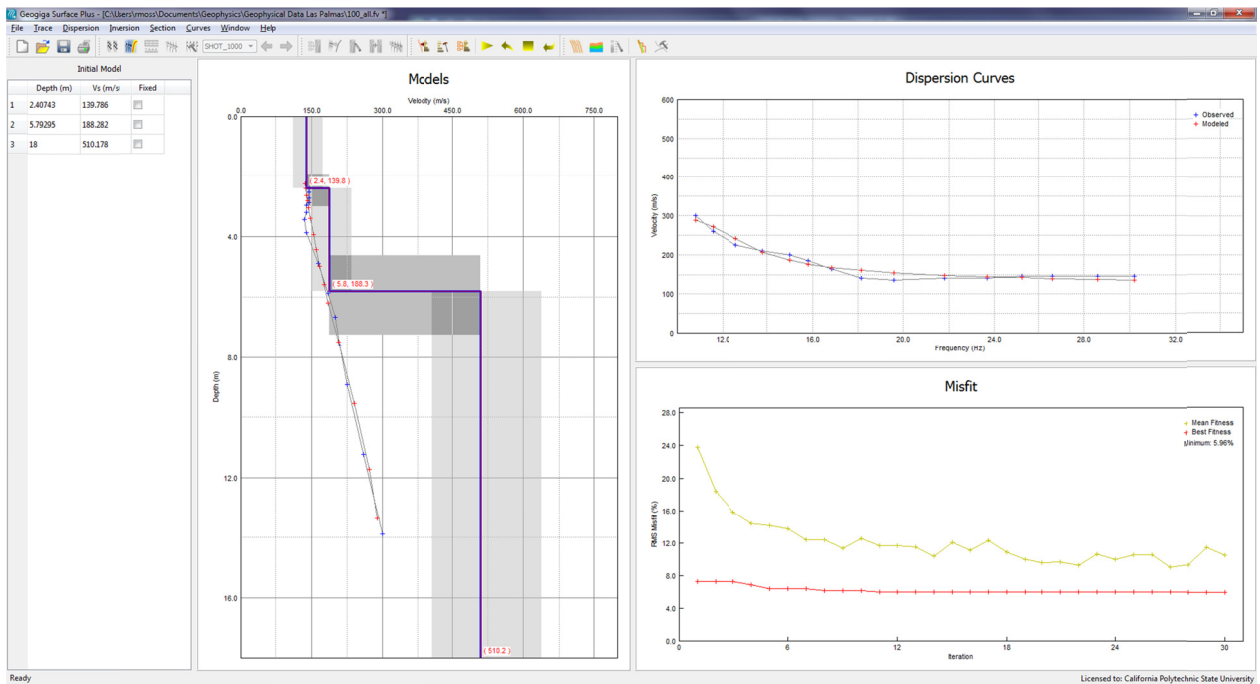 Geogiga Surface Plus - [C:\Users\rmoss\Documents\Geophysics\Geophysical Data Las Palmas\100_all.fv *]
File Trace Dispersion Inversion Section Curves Window Help
SHOT_1000
Initial Model
Depth (m) Vs (m/s Fixed
1 2.40743 139.786
2 5.79295 188.282
3 18 510.178
Models
Velocity (m/s)
0.0 150.0 300.0 450.0 600.0 750.0
0.0
( 2.4, 139.8 )
4.0
( 5.8, 188.3 )
8.0
Depth (m)
12.0
16.0
( 510.2 )
Dispersion Curves
600
Observed
Modeled
500
400
300
Velocity (m/s)
200
100
0
12.0 16.0 20.0 24.0 28.0 32.0
Frequency (Hz)
Misfit
28.0
Mean Fitness
Best Fitness
Minimum: 5.96%
24.0
20.0
16.0
RMS Misfit (%)
12.0
8.0
4.0
0.0
0 6 12 18 24 30
Iteration
Ready
Licensed to: California Polytechnic State University